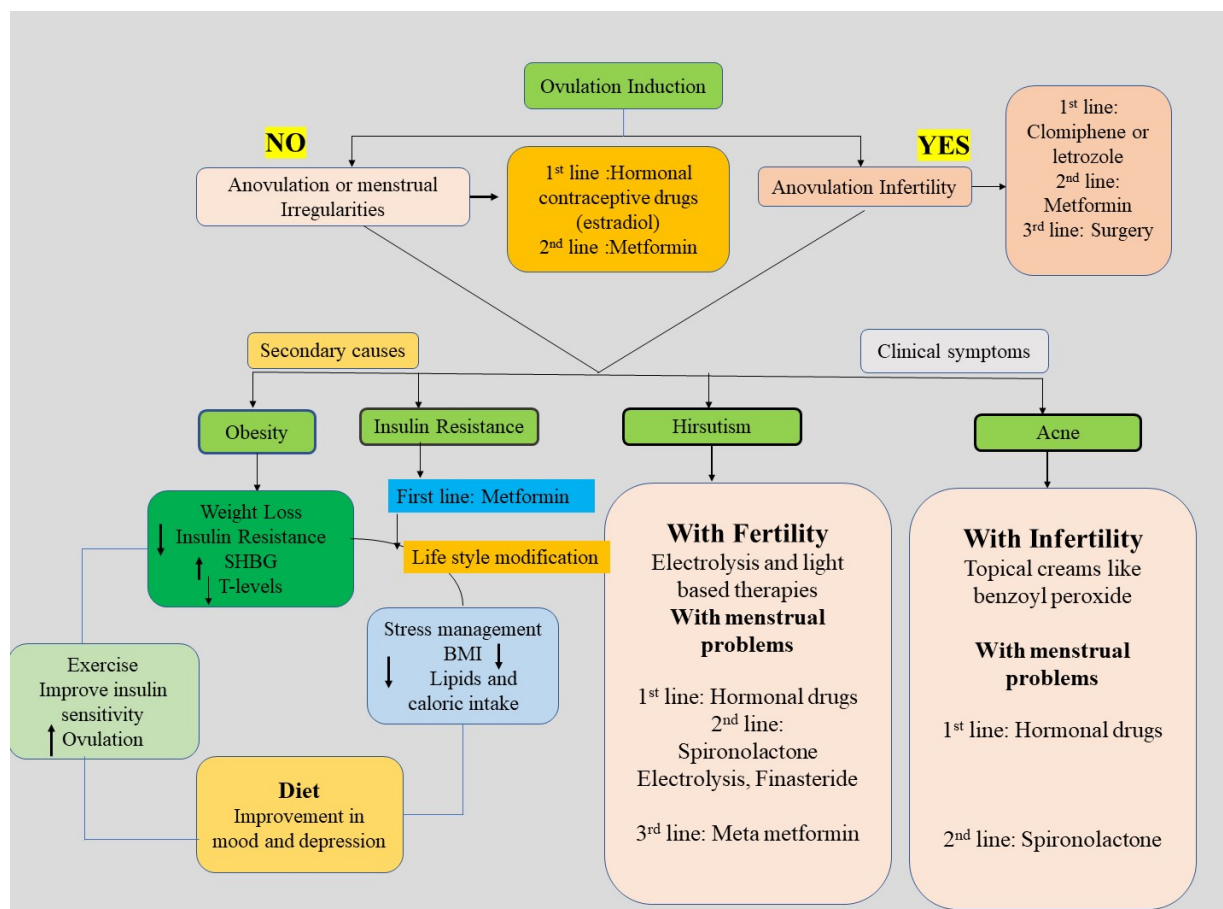 Ovulation Induction
NO
YES
Anovulation or menstrual
Irregularities
1st line :Hormonal
contraceptive drugs
(estradiol)
2nd line :Metformin
Anovulation Infertility
1st line:
Clomiphene or
letrozole
2nd line:
Metformin
3rd line: Surgery
Secondary causes
Clinical symptoms
Obesity
Insulin Resistance
Hirsutism
Acne
Weight Loss
Insulin Resistance
SHBG
T-levels
First line: Metformin
Life style modification
Stress management
BMI
Lipids and
caloric intake
Exercise
Improve insulin
sensitivity
Ovulation
Diet
Improvement in
mood and depression
With Fertility
Electrolysis and light
based therapies
With menstrual
problems
1st line: Hormonal drugs
2nd line:
Spironolactone
Electrolysis, Finasteride
3rd line: Meta metformin
With Infertility
Topical creams like
benzoyl peroxide
With menstrual
problems
1st line: Hormonal drugs
2nd line: Spironolactone